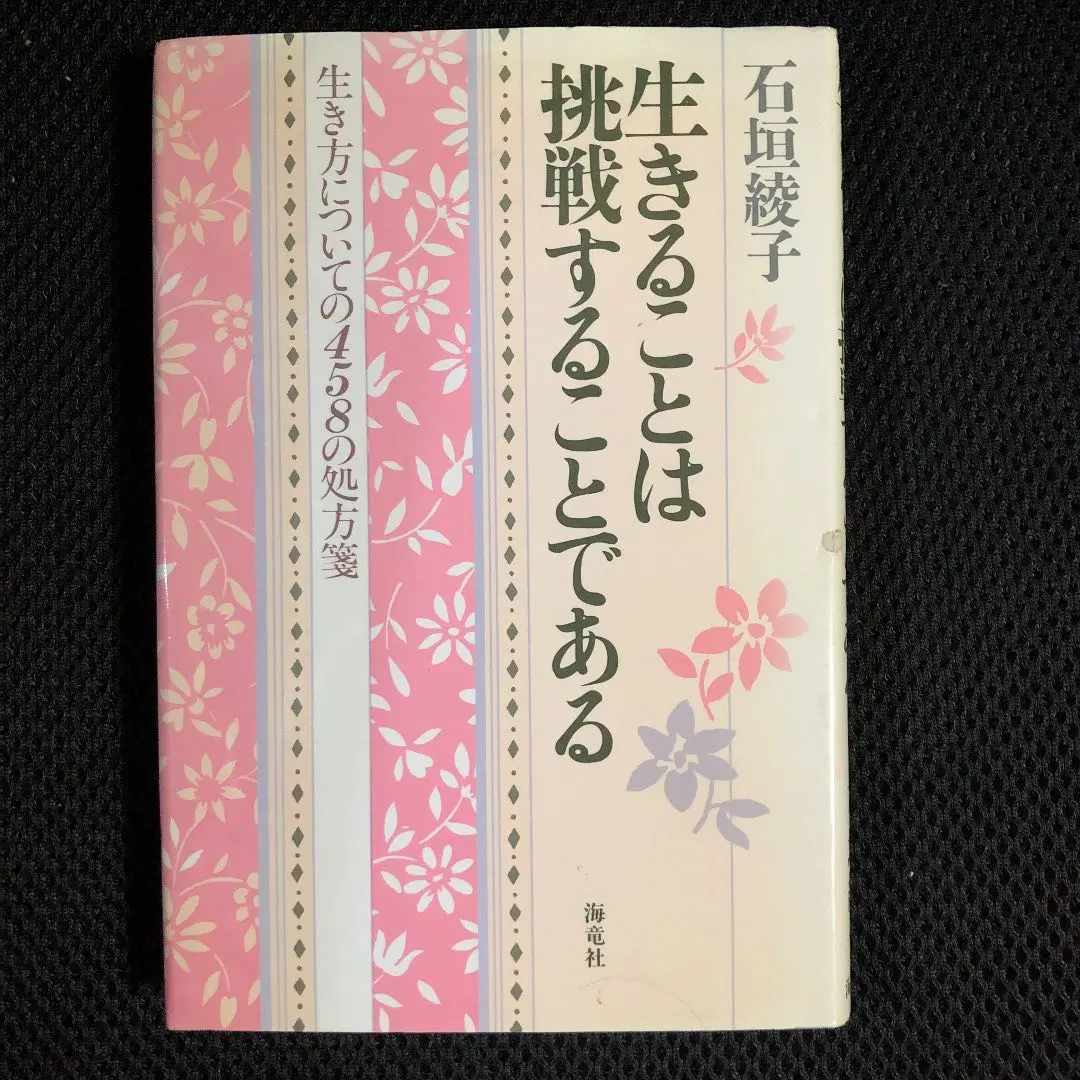 石垣綾子
生きることは
挑戦することである
生き方についての458の処方箋
海竜社